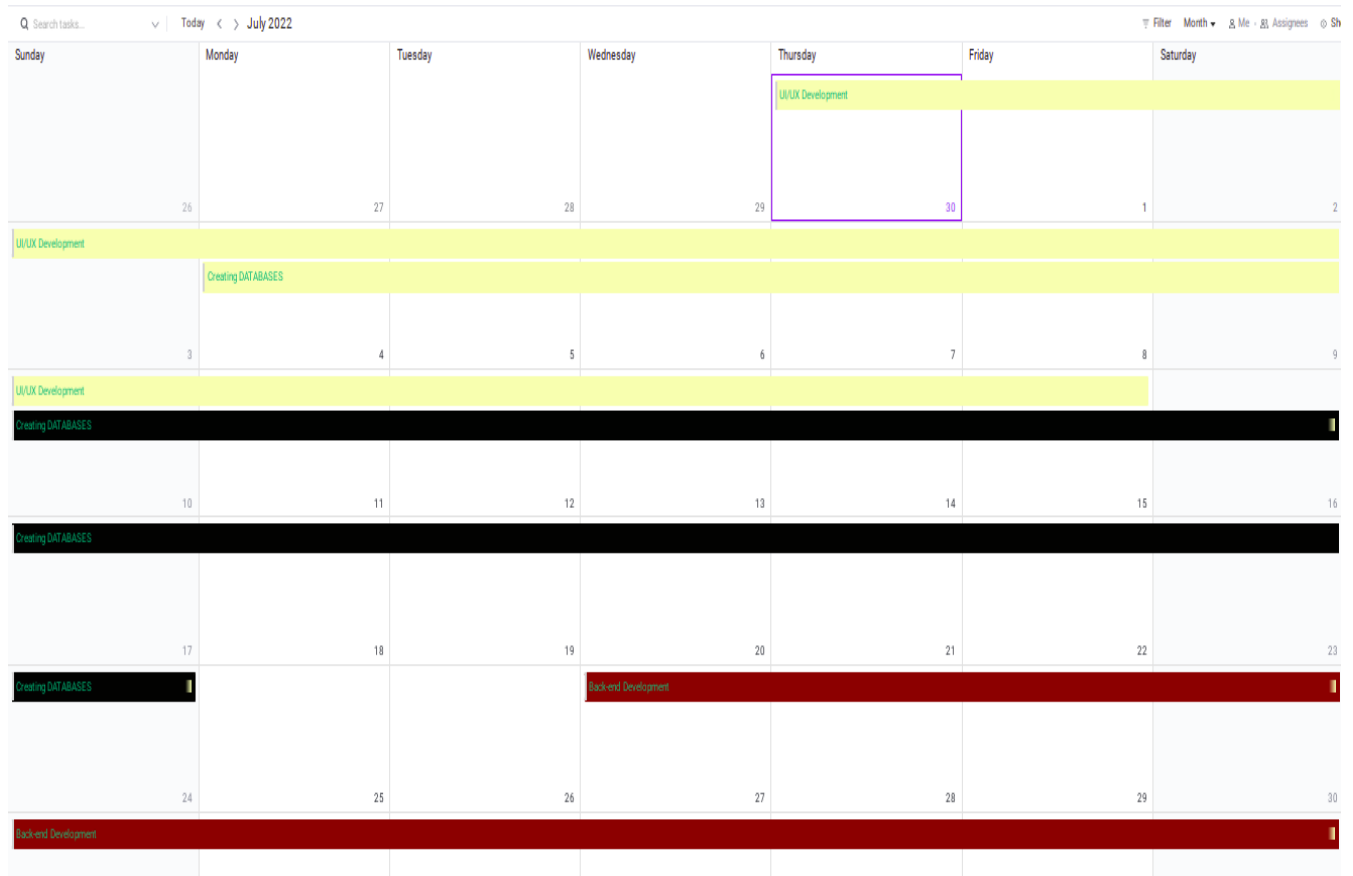 Search tasks... Today July 2022 Filter Month Me · Assignees Sh
Sunday Monday Tuesday Wednesday Thursday Friday Saturday
UI/UX Development
26 27 28 29 30 1 2
UI/UX Development
Creating DATABASES
3 4 5 6 7 8 9
UI/UX Development
Creating DATABASES
10 11 12 13 14 15 16
Creating DATABASES
17 18 19 20 21 22 23
Creating DATABASES Back-end Development
24 25 26 27 28 29 30
Back-end Development